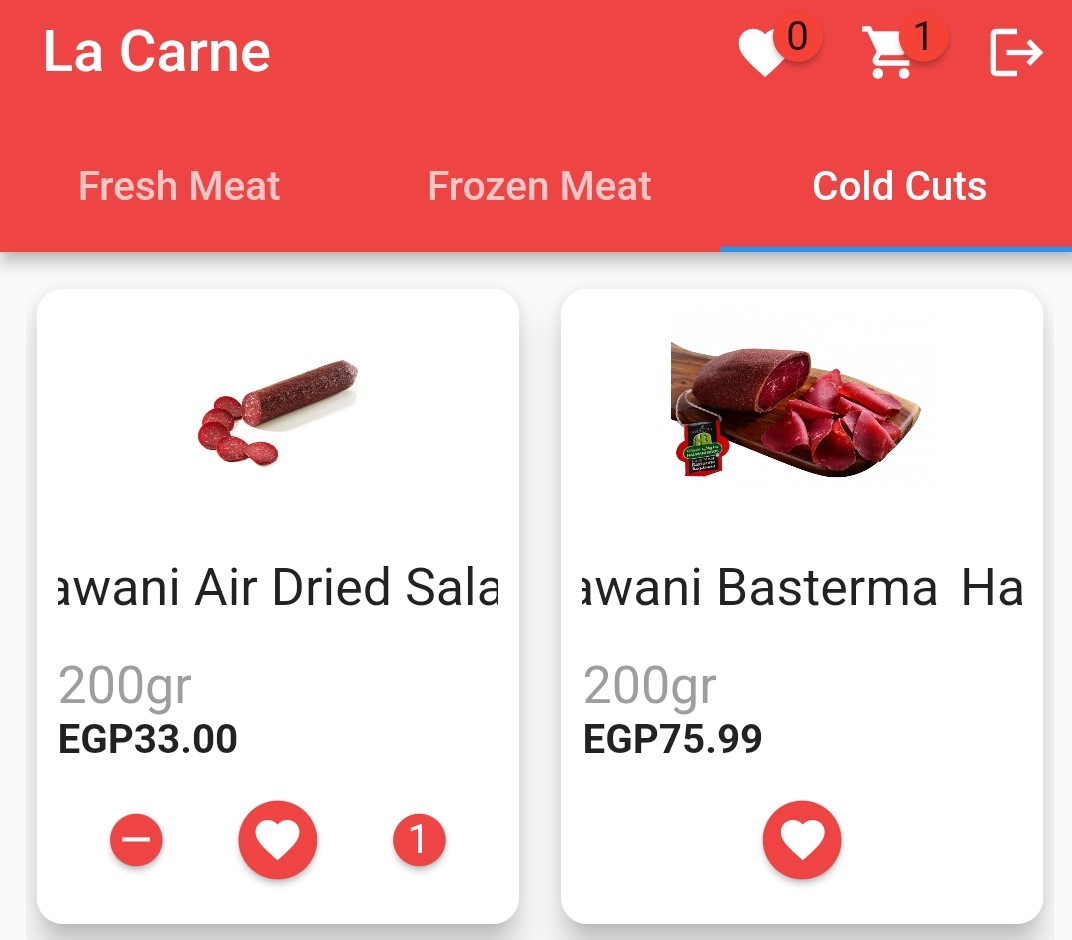 La Carne
0
1
Fresh Meat
Frozen Meat
Cold Cuts
awani Air Dried Sala
200gr
EGP33.00
1
awani Basterma Ha
200gr
EGP75.99